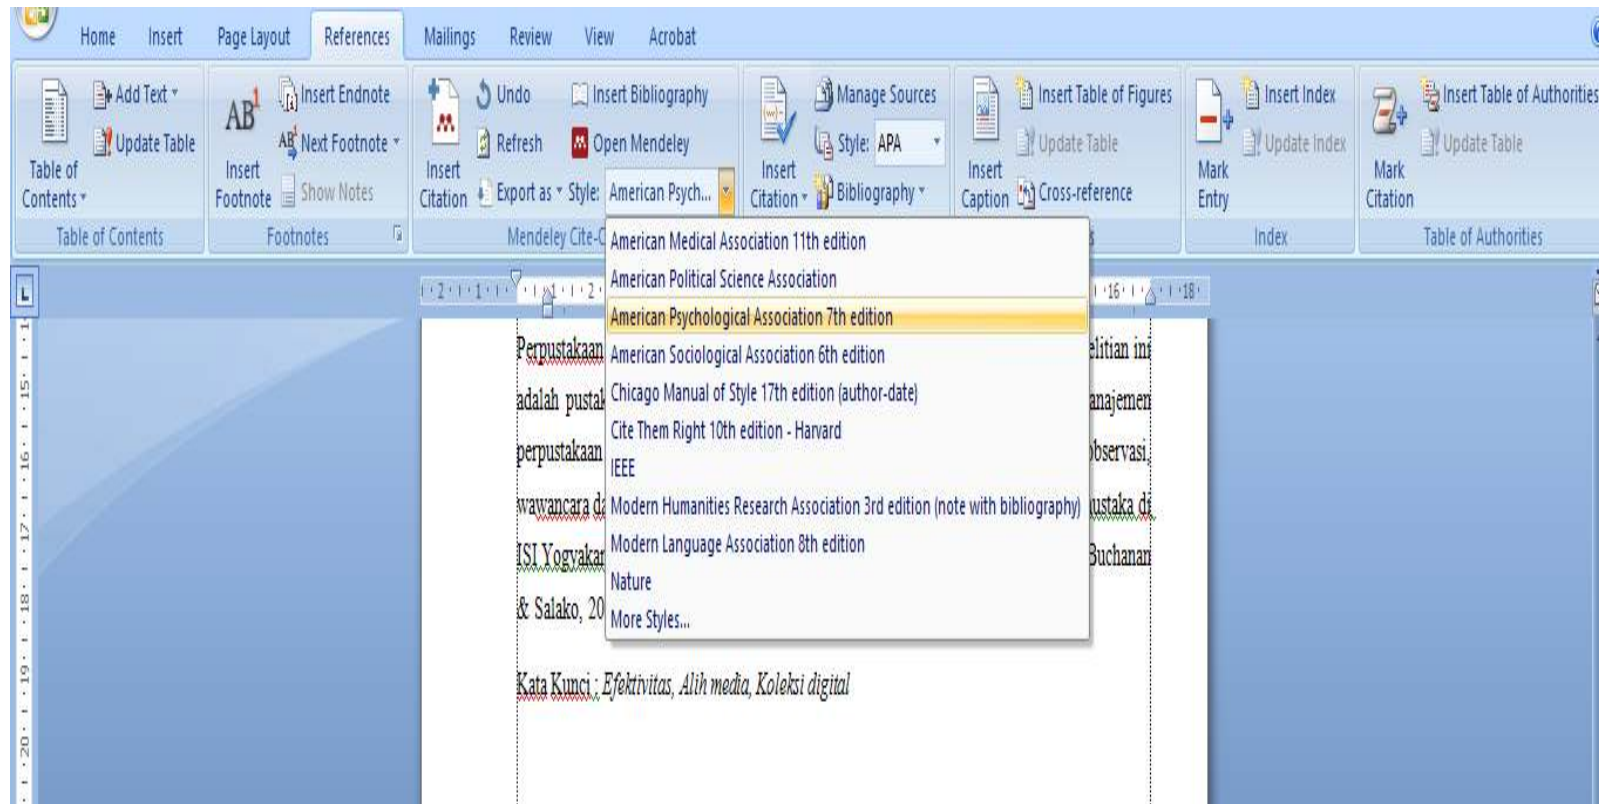 Home Insert Page Layout References Mailings Review View Acrobat
Add Text
Update Table
Table of Contents
Table of Contents
AB1
Insert Footnote
Insert Endnote
Next Footnote
Show Notes
Footnotes
Insert Citation
Undo
Refresh
Export as
Insert Bibliography
Open Mendeley
Style: American Psych...
Mendeley Cite-
Insert Citation
Manage Sources
Style: APA
Bibliography
Insert Caption
Insert Table of Figures
Update Table
Cross-reference
Mark Entry
Insert Index
Update Index
Index
Mark Citation
Insert Table of Authorities
Update Table
Table of Authorities
American Medical Association 11th edition
American Political Science Association
American Psychological Association 7th edition
American Sociological Association 6th edition
Chicago Manual of Style 17th edition (author-date)
Cite Them Right 10th edition - Harvard
IEEE
Modern Humanities Research Association 3rd edition (note with bibliography)
Modern Language Association 8th edition
Nature
More Styles...
Perpustakaan elitian ini
adalah pustak anajemen
perpustakaan observasi,
wawancara da ustaka di
ISI Yogyakar Buchanan
& Salako, 20
Kata Kunci : Efektivitas, Alih media, Koleksi digital